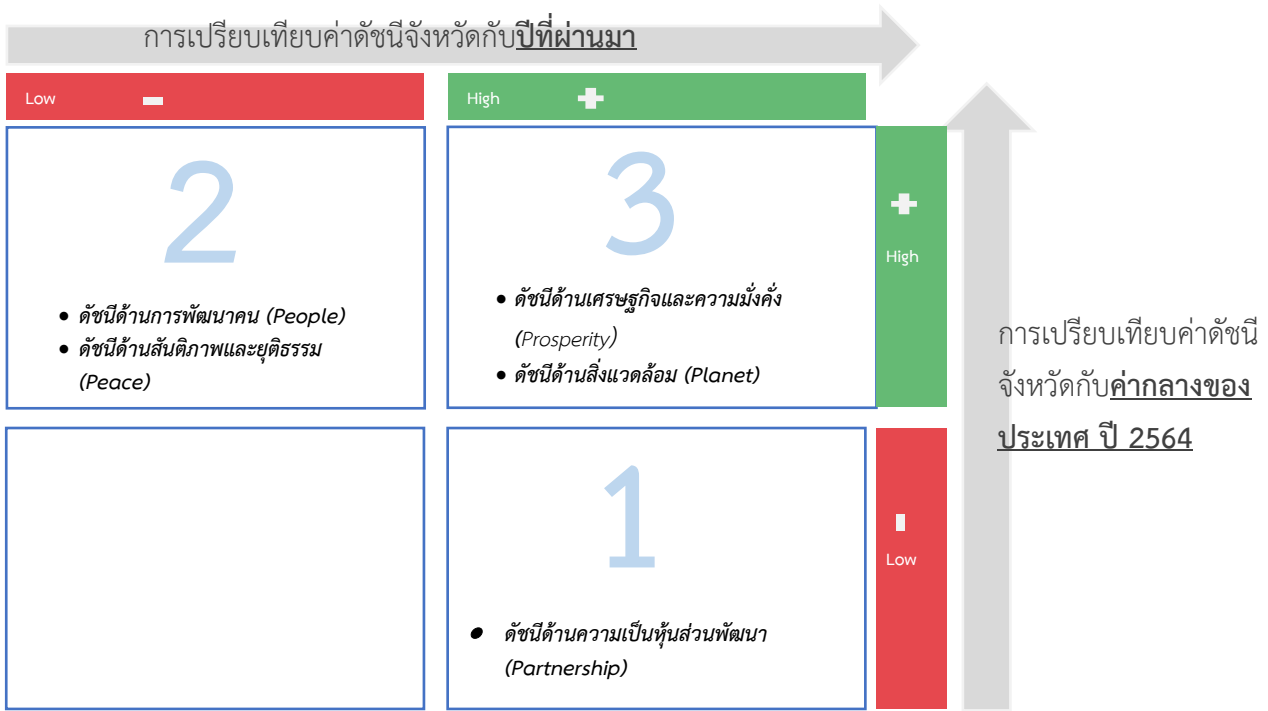 การเปรียบเทียบค่าดัชนีจังหวัดกับปีที่ผ่านมา
Low
High
2
• ดัชนีด้านการพัฒนาคน (People)
• ดัชนีด้านสันติภาพและยุติธรรม
(Peace)
3
• ดัชนีด้านเศรษฐกิจและความมั่งคั่ง
(Prosperity)
• ดัชนีด้านสิ่งแวดล้อม (Planet)
High
การเปรียบเทียบค่าดัชนี
จังหวัดกับค่ากลางของ
ประเทศ ปี 2564
1
• ดัชนีด้านความเป็นหุ้นส่วนพัฒนา
(Partnership)
Low